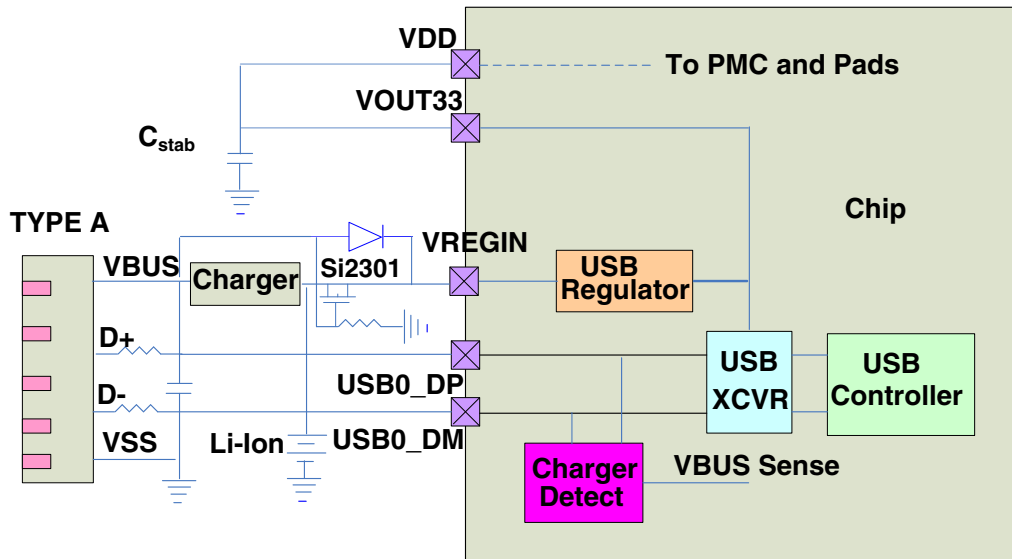 VDD
To PMC and Pads
VOUT33
Cstab
Chip
TYPE A
VREGIN
VBUS
Charger
Si2301
USB
Regulator
D+
USB
XCVR
USB
Controller
D-
USB0_DP
VSS
Li-Ion
USB0_DM
Charger
Detect
VBUS Sense